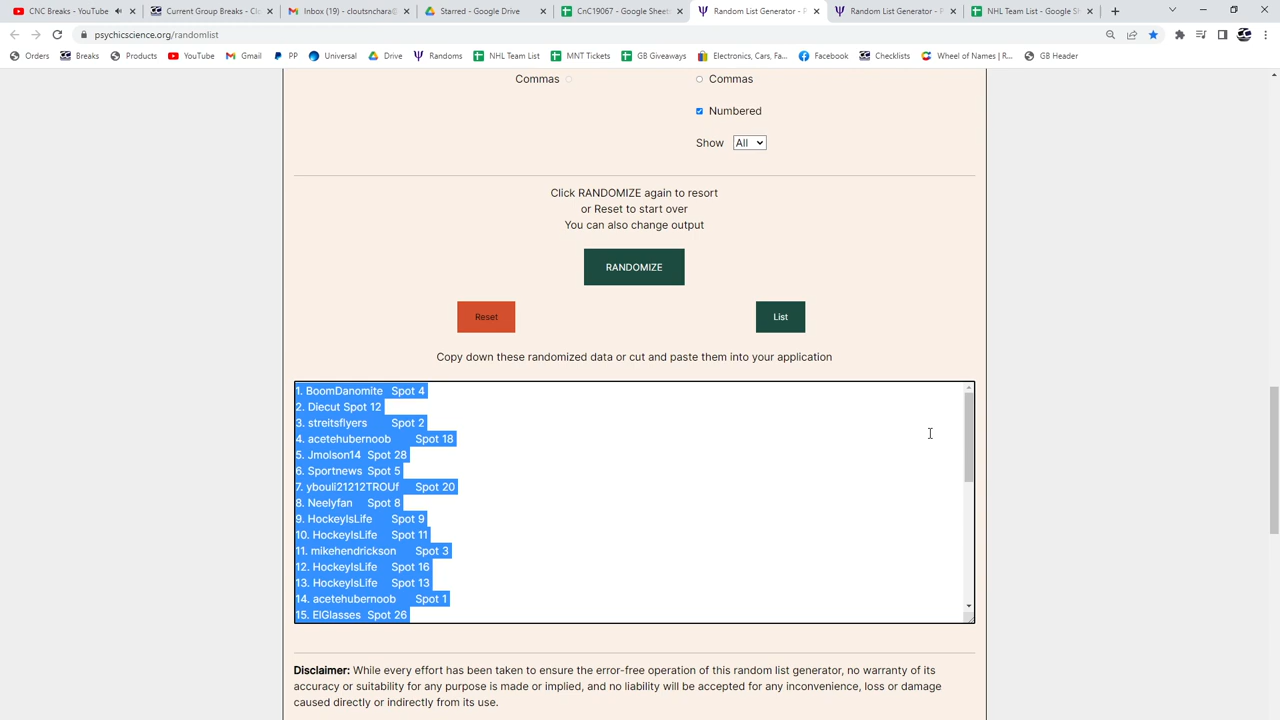 CNC Breaks - YouTube
Current Group Breaks - Clo
Inbox (19) - cloutsnchara@
Starred - Google Drive
CnC19067 - Google Sheets
Random List Generator - P
Random List Generator - P
NHL Team List - Google Sh
psychicscience.org/randomlist
Orders
Breaks
Products
YouTube
Gmail
PP
Universal
Drive
Randoms
NHL Team List
MNT Tickets
GB Giveaways
Electronics, Cars, Fa...
Facebook
Checklists
Wheel of Names | R...
GB Header
Commas
Commas
Numbered
Show All
Click RANDOMIZE again to resort
or Reset to start over
You can also change output
RANDOMIZE
Reset
List
Copy down these randomized data or cut and paste them into your application
1. BoomDanomite Spot 4
2. Diecut Spot 12
3. streitsflyers Spot 2
4. acetehubernoob Spot 18
5. Jmolson14 Spot 28
6. Sportnews Spot 5
7. ybouli21212TROUf Spot 20
8. Neelyfan Spot 8
9. HockeyIsLife Spot 9
10. HockeyIsLife Spot 11
11. mikehendrickson Spot 3
12. HockeyIsLife Spot 16
13. HockeyIsLife Spot 13
14. acetehubernoob Spot 1
15. ElGlasses Spot 26
Disclaimer: While every effort has been taken to ensure the error-free operation of this random list generator, no warranty of its
accuracy or suitability for any purpose is made or implied, and no liability will be accepted for any inconvenience, loss or damage
caused directly or indirectly from its use.